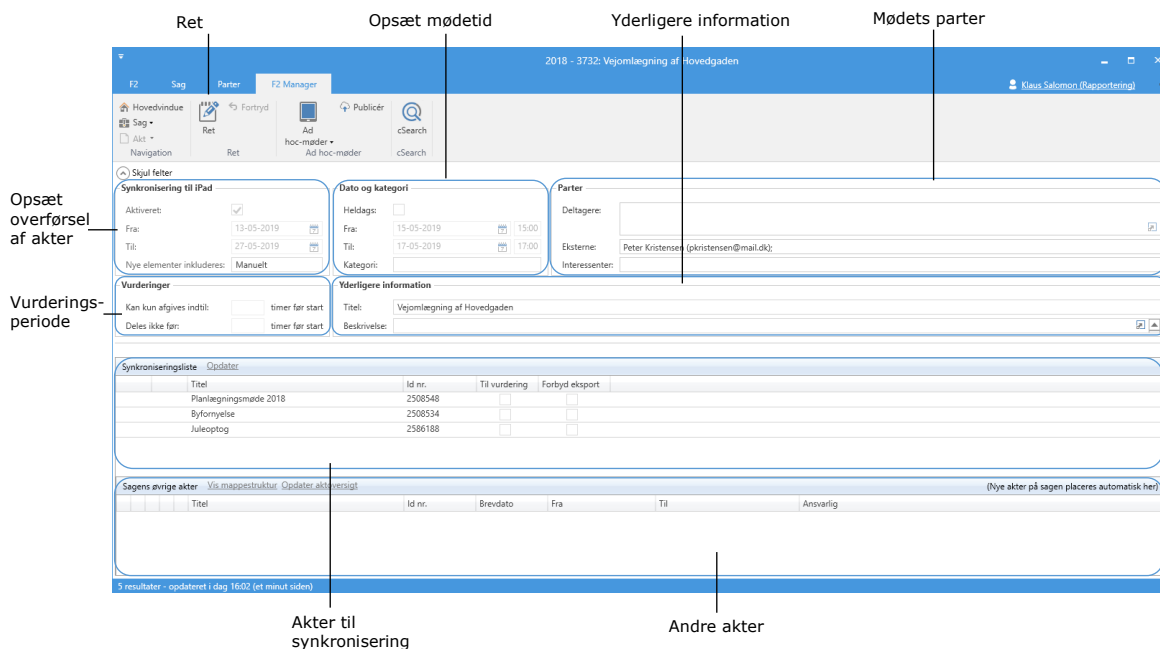 Ret
Opsæt mødetid
Yderligere information
Mødets parter
2018 - 3732: Vejomlægning af Hovedgaden
F2 Sag Parter F2 Manager
Klaus Salomon (Rapportering)
Hovedvindue
Sag
Akt
Navigation
Ret
Fortryd
Ret
Ad
hoc-møder
Publicér
Ad hoc-møder
cSearch
cSearch
Skjul felter
Synkronisering til iPad
Aktiveret:
Fra: 13-05-2019
Til: 27-05-2019
Nye elementer inkluderes: Manuelt
Dato og kategori
Heldags:
Fra: 15-05-2019 15:00
Til: 17-05-2019 17:00
Kategori:
Parter
Deltagere:
Eksterne: Peter Kristensen (pkristensen@mail.dk);
Interessenter:
Opsæt
overførsel
af akter
Vurderings-
periode
Vurderinger
Kan kun afgives indtil: timer før start
Deles ikke før: timer før start
Yderligere information
Titel: Vejomlægning af Hovedgaden
Beskrivelse:
Synkroniseringsliste Opdater
Titel Id nr. Til vurdering Forbyd eksport
Planlægningsmøde 2018 2508548
Byfornyelse 2508534
Juleoptog 2586188
Sagens øvrige akter Vis mappestruktur Opdater aktoversigt (Nye akter på sagen placeres automatisk her)
Titel Id nr. Brevdato Fra Til Ansvarlig
5 resultater - opdateret i dag 16:02 (et minut siden)
Akter til
synkronisering
Andre akter